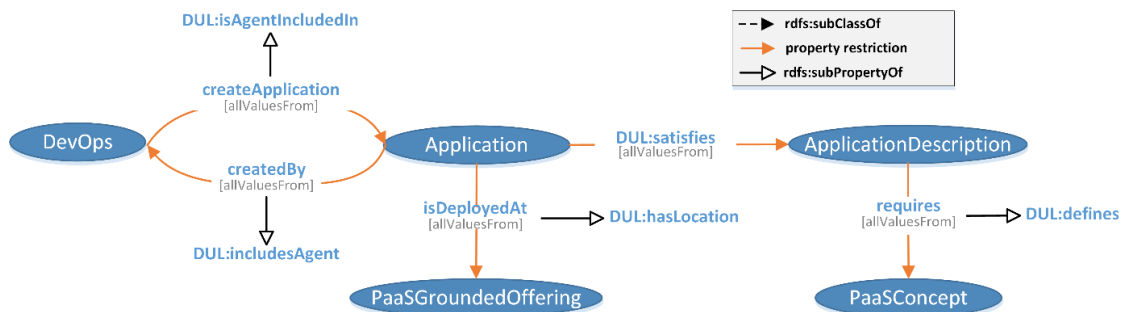 DUL:isAgentIncludedIn
rdfs:subClassOf
property restriction
rdfs:subPropertyOf
createApplication
[allValuesFrom]
DevOps
Application
DUL:satisfies
[allValuesFrom]
ApplicationDescription
createdBy
[allValuesFrom]
isDeployedAt
[allValuesFrom]
DUL:hasLocation
requires
[allValuesFrom]
DUL:defines
DUL:includesAgent
PaaSGroundedOffering
PaaSConcept